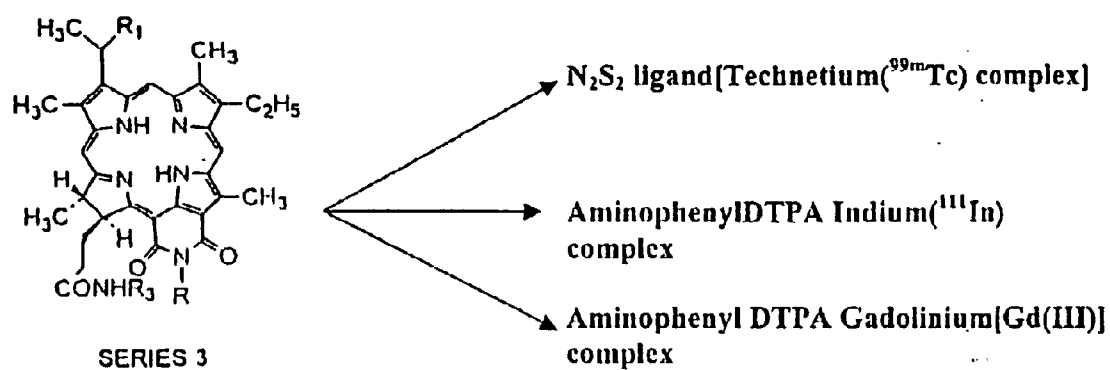 H₃C R₁
CH₃
H₃C
C₂H₅
NH N
N HN
H
H₃C
H
CH₃
O N O
CONHR₃ R
SERIES 3
N₂S₂ ligand[Technetium(⁹⁹ᵐTc) complex]
AminophenylDTPA Indium(¹¹¹In)
complex
Aminophenyl DTPA Gadolinium[Gd(III)]
complex